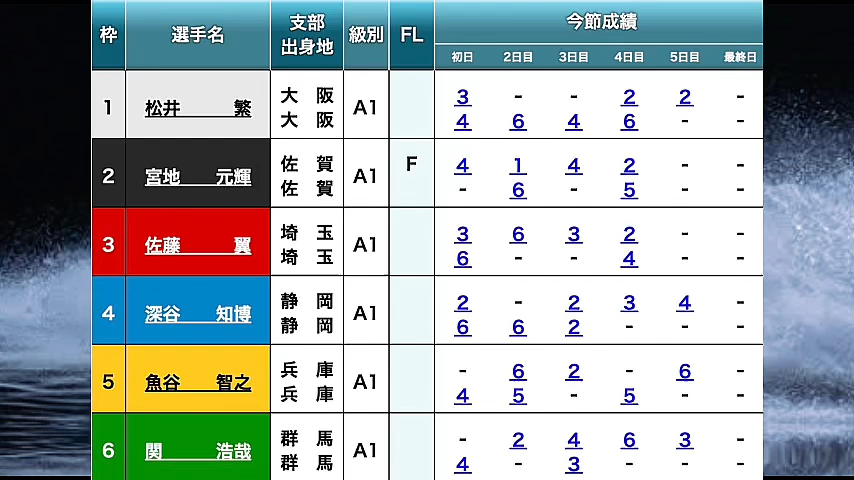 枠 選手名 支部 出身地 級別 FL 今節成績
初日 2日目 3日目 4日目 5日目 最終日
1 松井 繁 大阪 A1 3 - - 2 2 -
大阪 4 6 4 6 - -
2 宮地 元輝 佐賀 A1 F 4 1 4 2 - -
佐賀 - 6 - 5 - -
3 佐藤 翼 埼玉 A1 3 6 3 2 - -
埼玉 6 - - 4 - -
4 深谷 知博 静岡 A1 2 - 2 3 4 -
静岡 6 6 2 - - -
5 魚谷 智之 兵庫 A1 - 6 2 - 6 -
兵庫 4 5 - 5 - -
6 関 浩哉 群馬 A1 - 2 4 6 3 -
群馬 4 - 3 - - -